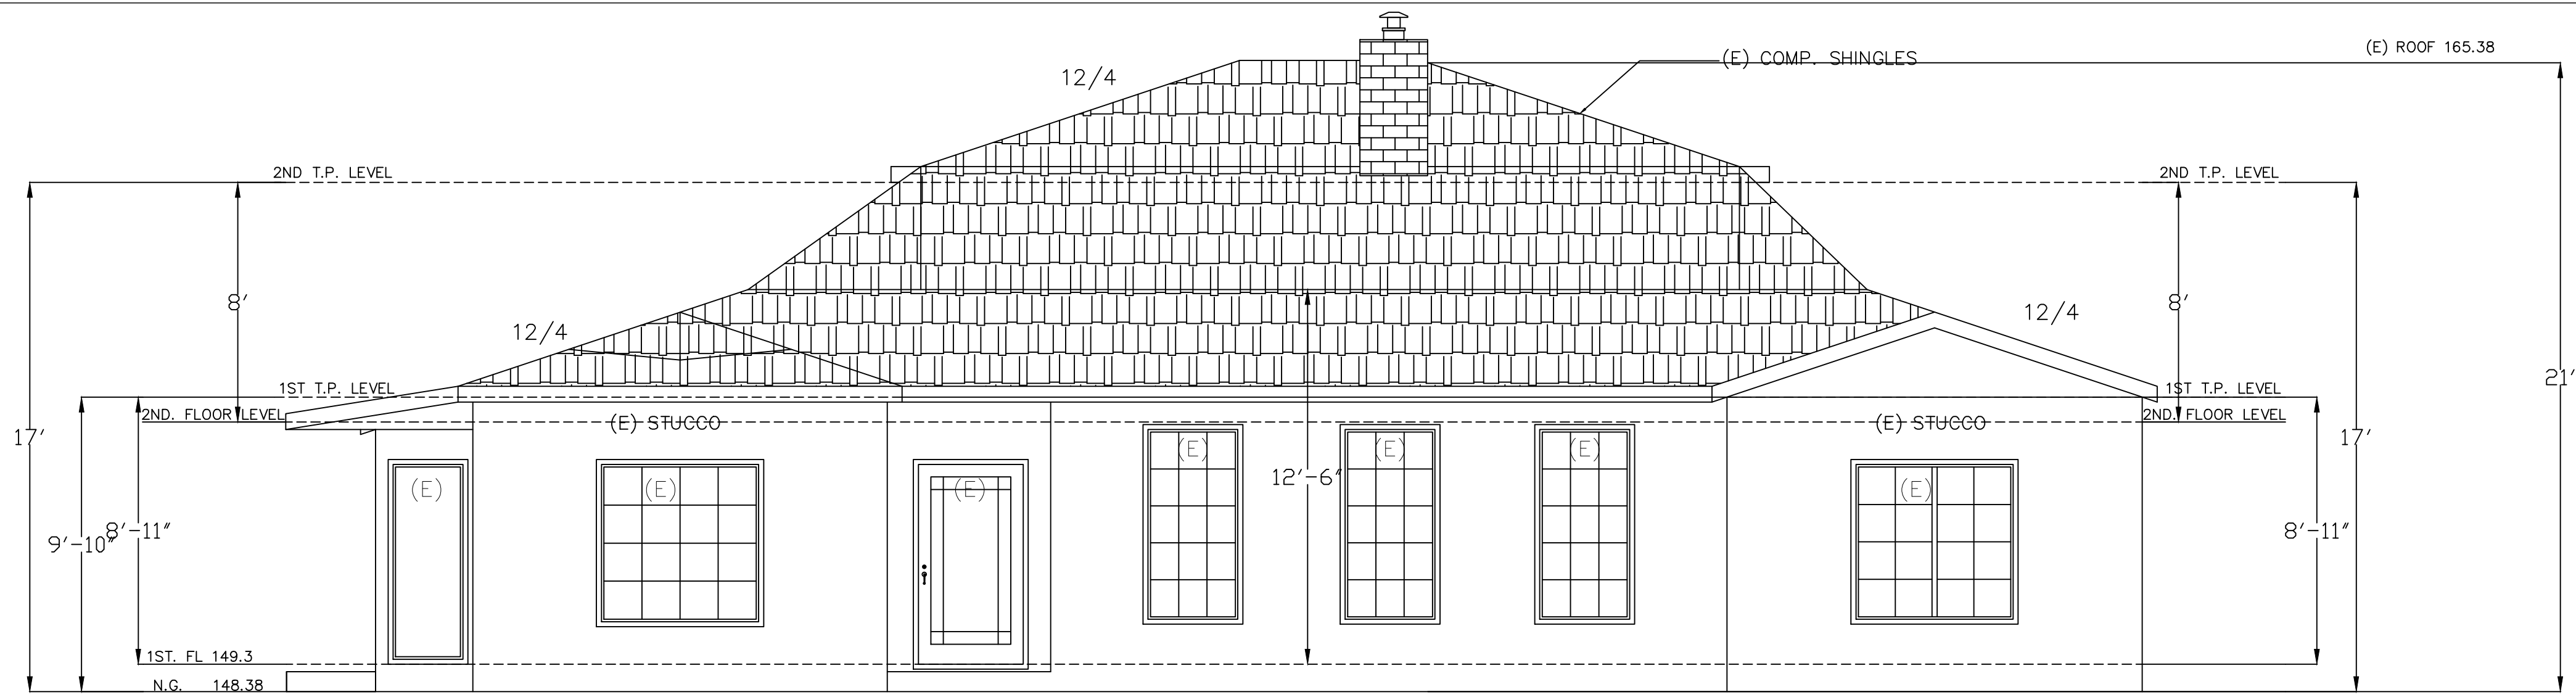 (E) ROOF 165.38
(E) COMP. SHINGLES
12/4
2ND T.P. LEVEL
2ND T.P. LEVEL
8'
8'
12/4
12/4
1ST T.P. LEVEL
1ST T.P. LEVEL
21'
2ND. FLOOR LEVEL
2ND. FLOOR LEVEL
(E) STUCCO
(E) STUCCO
17'
17'
(E)
(E)
(E)
12'-6"
(E)
(E)
(E)
(E)
9'-10"
8'-11"
8'-11"
1ST. FL 149.3
N.G. 148.38